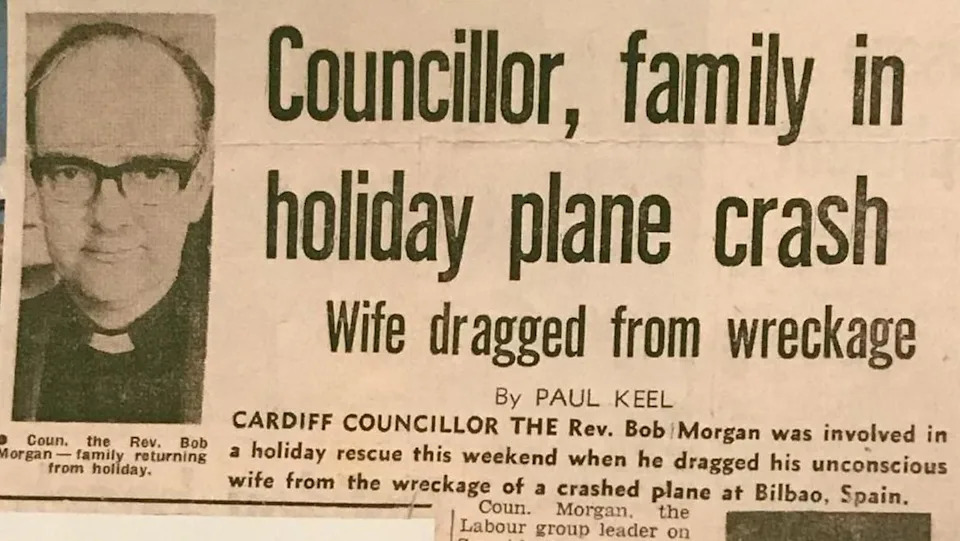 Councillor, family in
holiday plane crash
Wife dragged from wreckage
By PAUL KEEL
CARDIFF COUNCILLOR THE Rev. Bob Morgan was involved in
a holiday rescue this weekend when he dragged his unconscious
wife from the wreckage of a crashed plane at Bilbao, Spain.
Coun. Morgan, the
Labour group leader on
● Coun. the Rev. Bob
Morgan — family returning
from holiday.